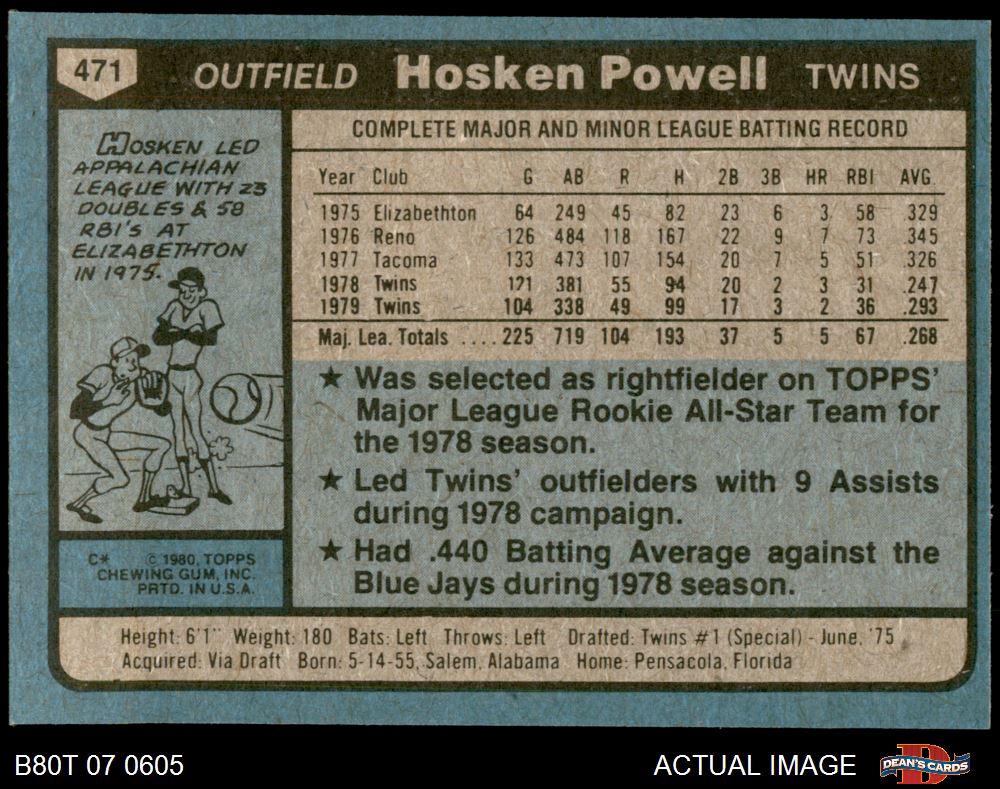 471 OUTFIELD Hosken Powell TWINS
HOSKEN LED
APPALACHIAN
LEAGUE WITH 23
DOUBLES & 58
RBI'S AT
ELIZABETHTON
IN 1975.
COMPLETE MAJOR AND MINOR LEAGUE BATTING RECORD
Year Club G AB R H 2B 3B HR RBI AVG.
1975 Elizabethton 64 249 45 82 23 6 3 58 .329
1976 Reno 126 484 118 167 22 9 7 73 .345
1977 Tacoma 133 473 107 154 20 7 5 51 .326
1978 Twins 121 381 55 94 20 2 3 31 .247
1979 Twins 104 338 49 99 17 3 2 36 .293
Maj. Lea. Totals ....225 719 104 193 37 5 5 67 .268
★ Was selected as rightfielder on TOPPS'
Major League Rookie All-Star Team for
the 1978 season.
★ Led Twins' outfielders with 9 Assists
during 1978 campaign.
★ Had .440 Batting Average against the
Blue Jays during 1978 season.
C* © 1980, TOPPS
CHEWING GUM, INC.
PRTD. IN U.S.A.
Height: 6'1" Weight: 180 Bats: Left Throws: Left Drafted: Twins #1 (Special) - June, '75
Acquired: Via Draft Born: 5-14-55, Salem, Alabama Home: Pensacola, Florida
B80T 07 0605 ACTUAL IMAGE D DEAN'S CARDS